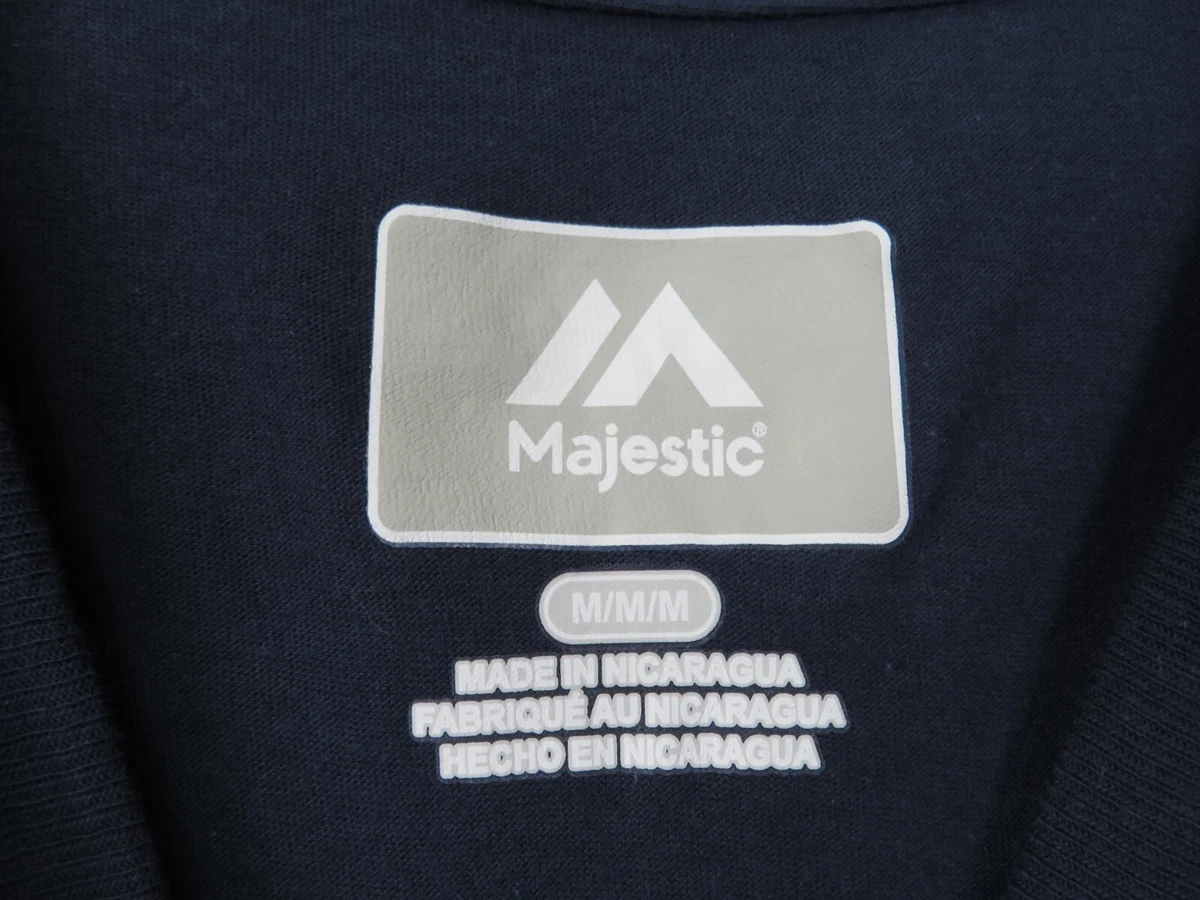 Majestic®
M/M/M
MADE IN NICARAGUA
FABRIQUÉ AU NICARAGUA
HECHO EN NICARAGUA